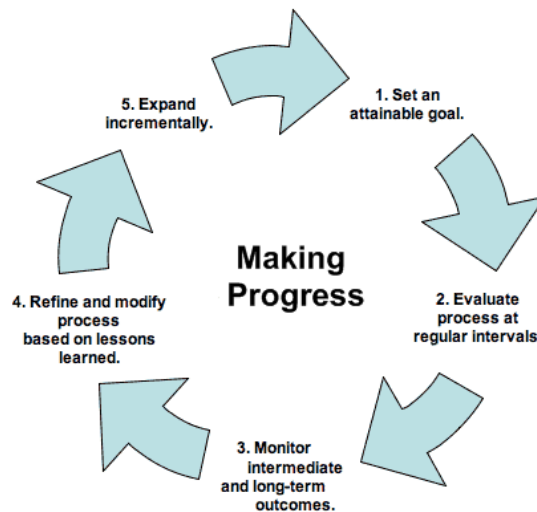 1. Set an
attainable goal.
2. Evaluate
process at
regular intervals
3. Monitor
intermediate
and long-term
outcomes.
4. Refine and modify
process
based on lessons
learned.
5. Expand
incrementally.
Making
Progress